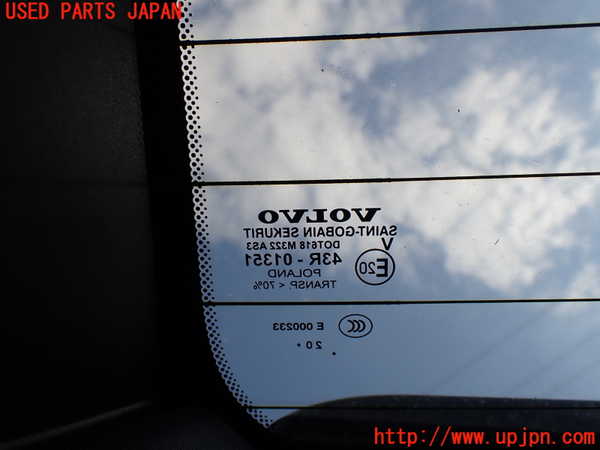 USED PARTS JAPAN
VOLVO
SAINT-GOBAIN SEKURIT
V
DOT618 M322 AS3
43R - 01351
E20
POLAND
TRANSP < 70%
CCC
E 000233
. 20 •
http://www.upjpn.com/